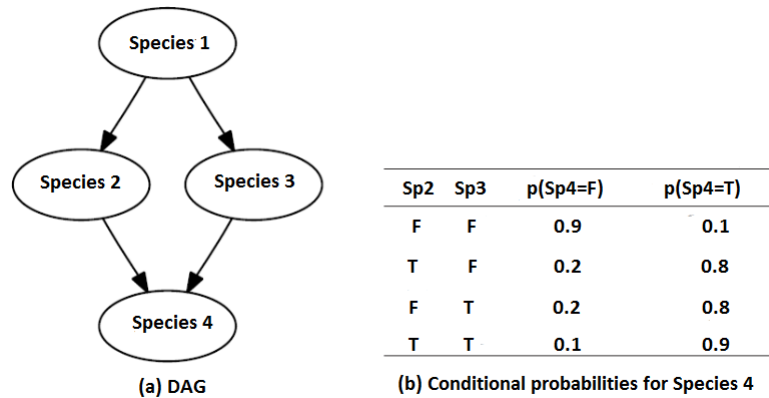 Species 1
Species 2
Species 3
Species 4
(a) DAG
Sp2 Sp3 p(Sp4=F) p(Sp4=T)
F F 0.9 0.1
T F 0.2 0.8
F T 0.2 0.8
T T 0.1 0.9
(b) Conditional probabilities for Species 4